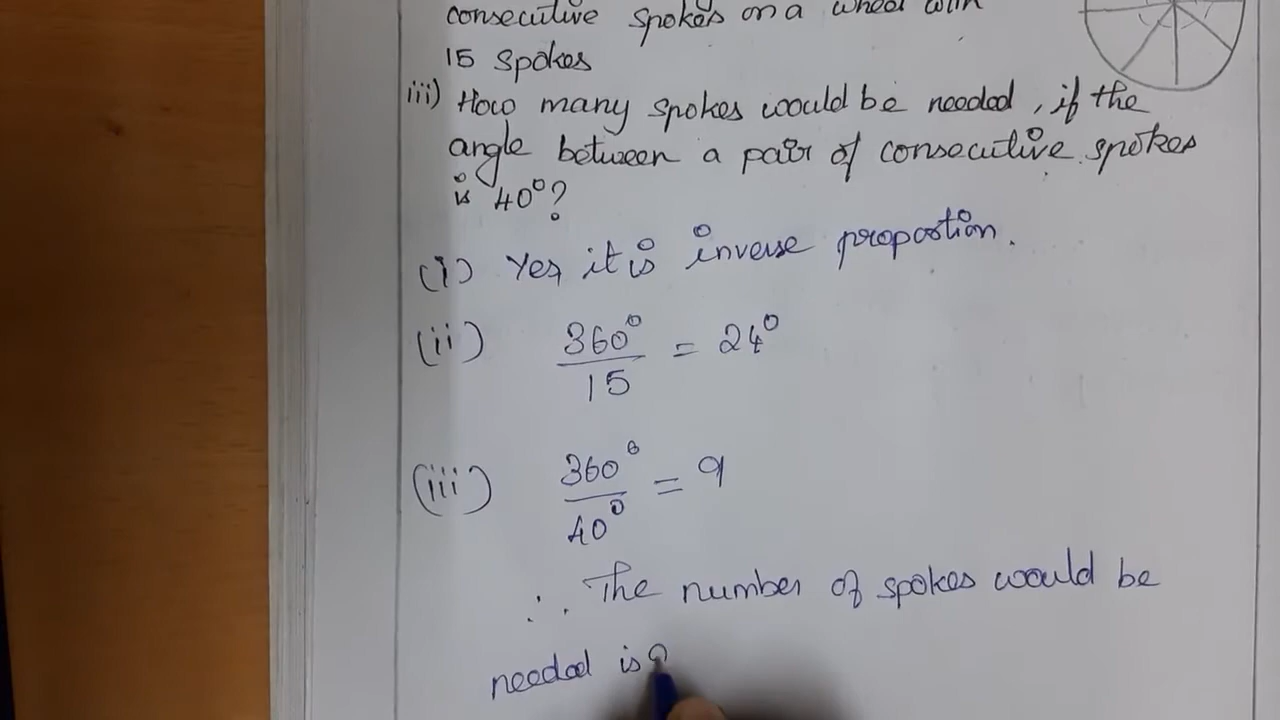 consecutive spokes on a wheel with
15 spokes
iii) How many spokes would be needed, if the
angle between a pair of consecutive spokes
is 40°?
(i) Yes, it is inverse proportion.
(ii) 360° / 15 = 24°
(iii) 360° / 40° = 9
∴ The number of spokes would be
needed is 9